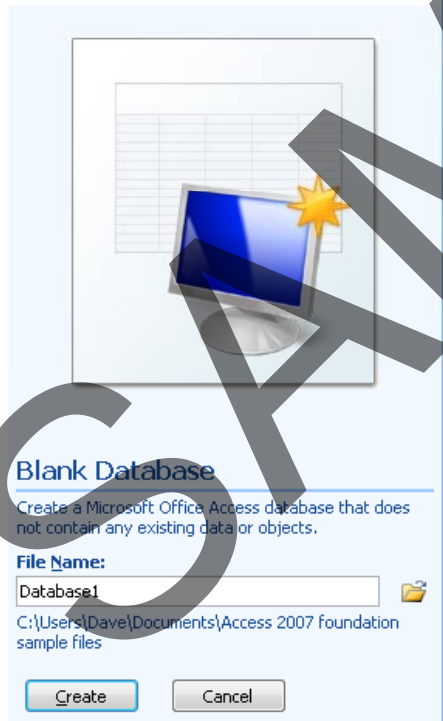 Blank Database
Create a Microsoft Office Access database that does
not contain any existing data or objects.
File Name:
Database1
C:\Users\Dave\Documents\Access 2007 foundation
sample files
Create
Cancel
SAM